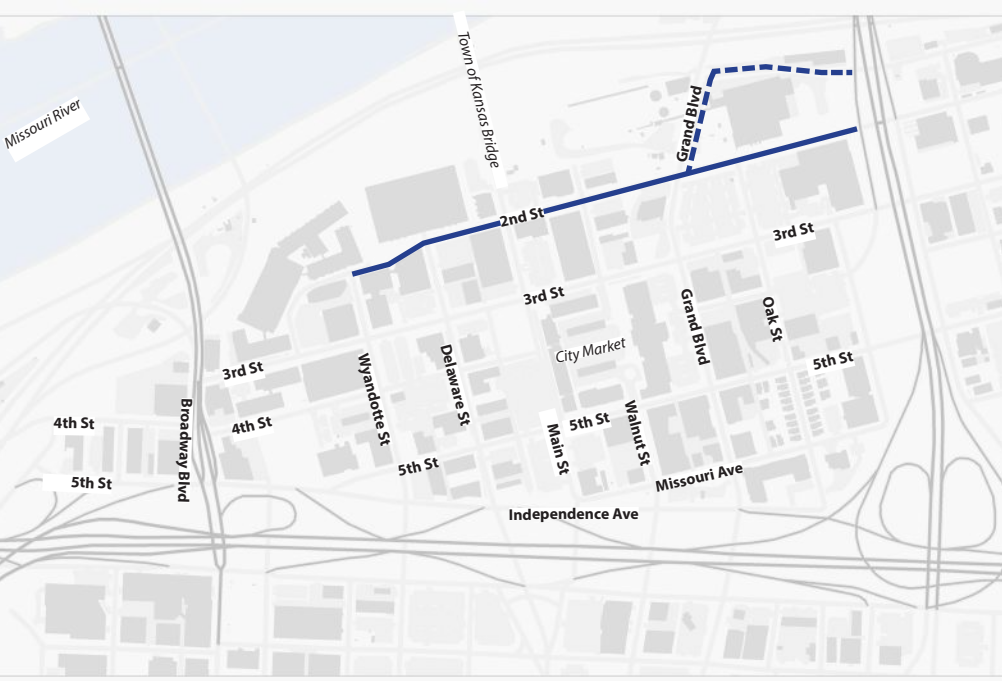 Missouri River
Town of Kansas Bridge
Grand Blvd
2nd St
3rd St
3rd St
City Market
Grand Blvd
Oak St
5th St
3rd St
Wyandotte St
Delaware St
4th St
Broadway Blvd
4th St
5th St
Main St
5th St
Walnut St
Missouri Ave
5th St
Independence Ave